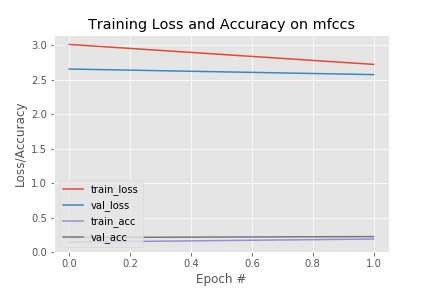 Training Loss and Accuracy on mfccs
Loss/Accuracy
3.0
2.5
2.0
1.5
1.0
0.5
0.0
train_loss
val_loss
train_acc
val_acc
0.0 0.2 0.4 0.6 0.8 1.0
Epoch #